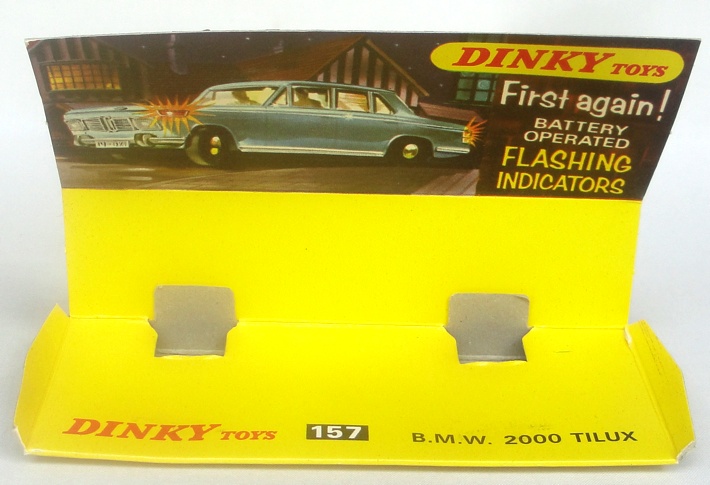 DINKY TOYS
First again!
BATTERY
OPERATED
FLASHING
INDICATORS
DINKY TOYS 157 B.M.W. 2000 TILUX